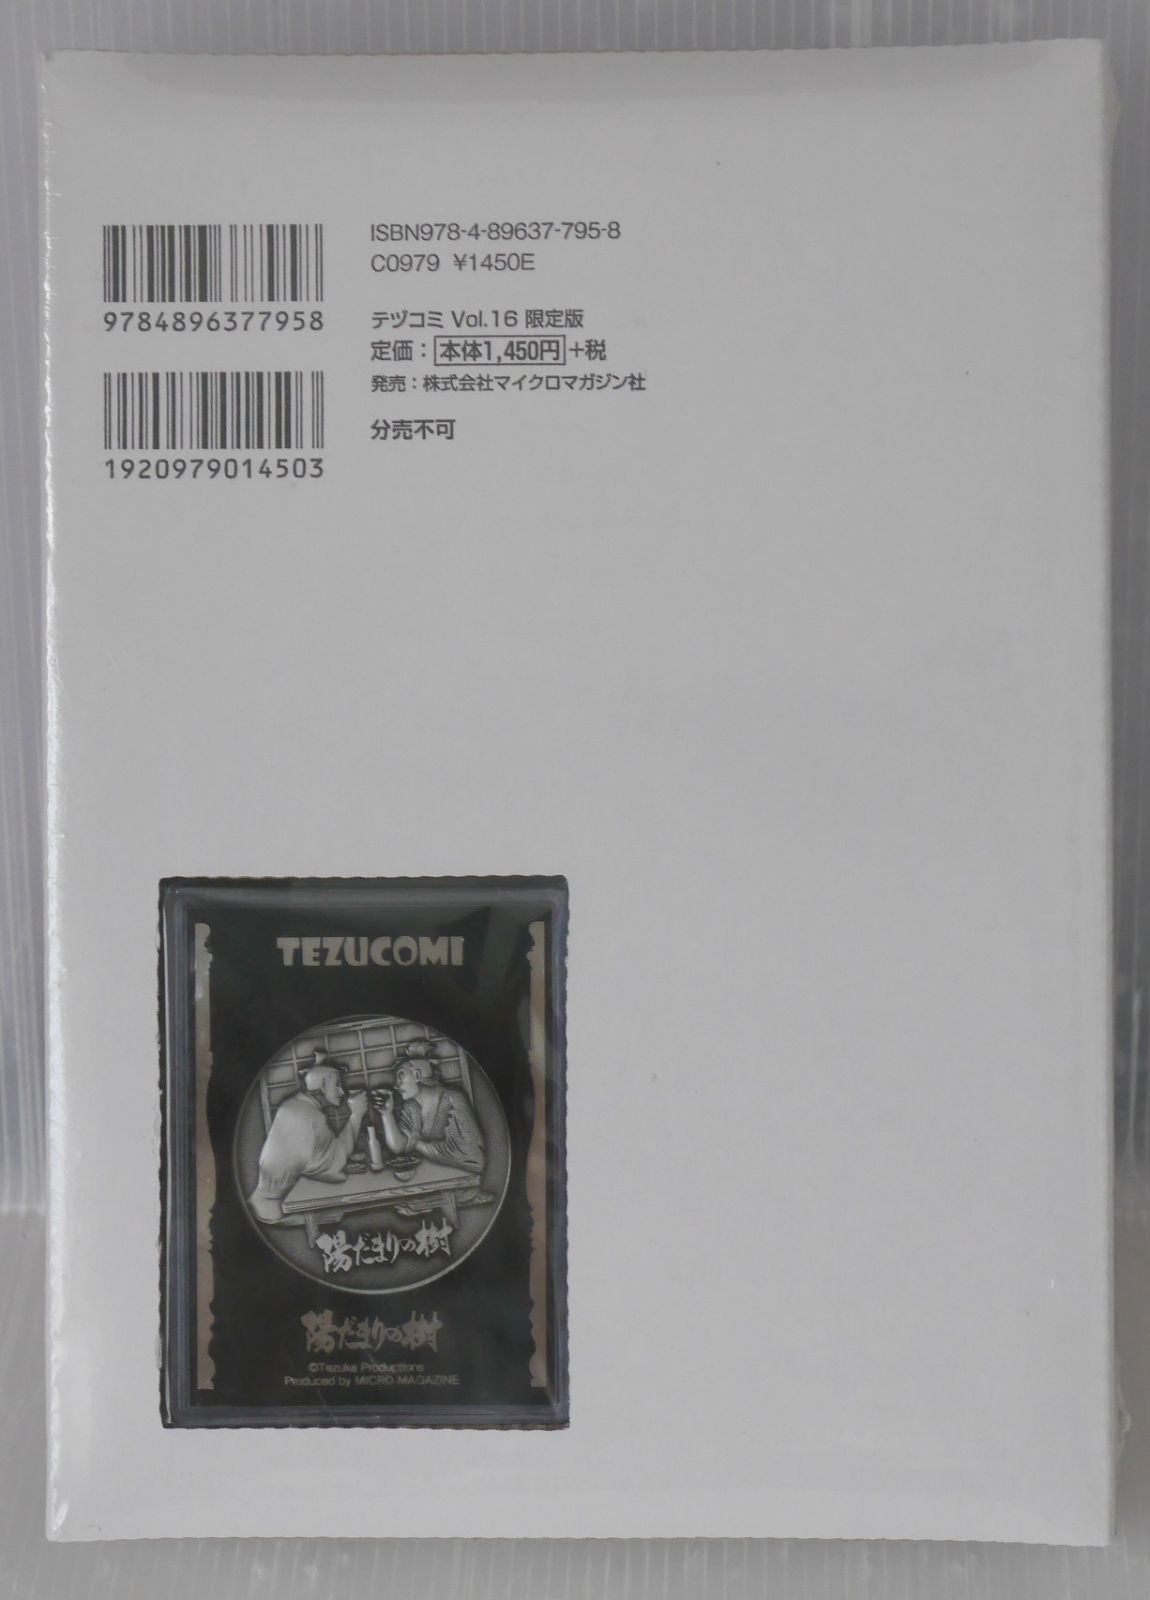 ISBN978-4-89637-795-8
C0979 ¥1450E
9784896377958
テヅコミ Vol.16 限定版
定価：本体1,450円+税
発売：株式会社マイクロマガジン社
分売不可
1920979014503
TEZUCOMI
陽だまりの樹
陽だまりの樹
©Tezuka Productions
Produced by MICRO MAGAZINE